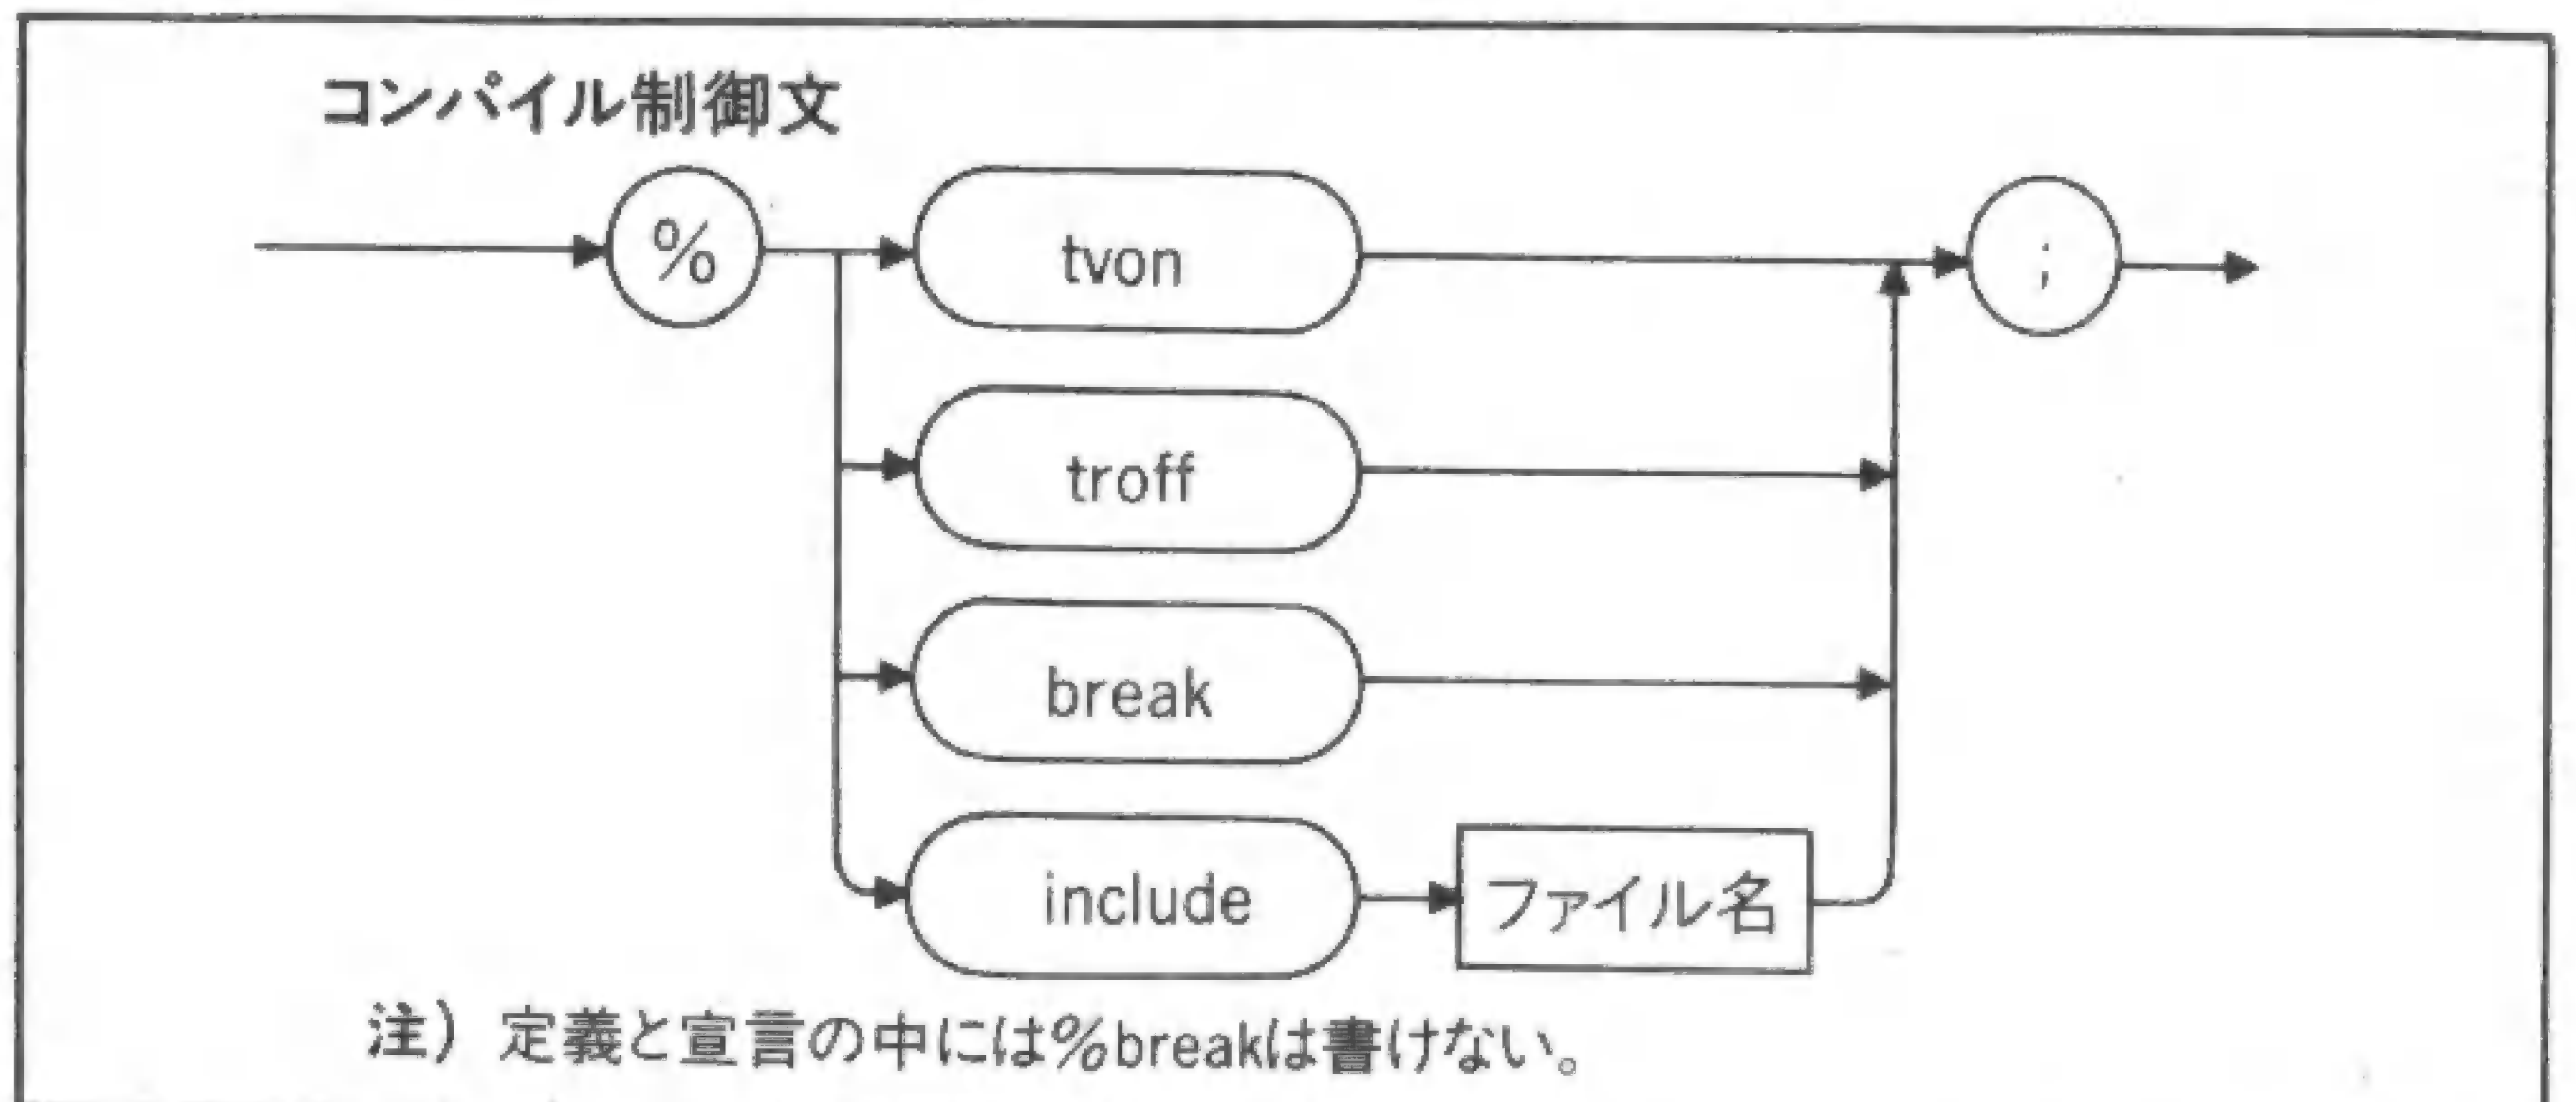 コンパイル制御文
% tvon ;
troff
break
include ファイル名
注) 定義と宣言の中には%breakは書けない。